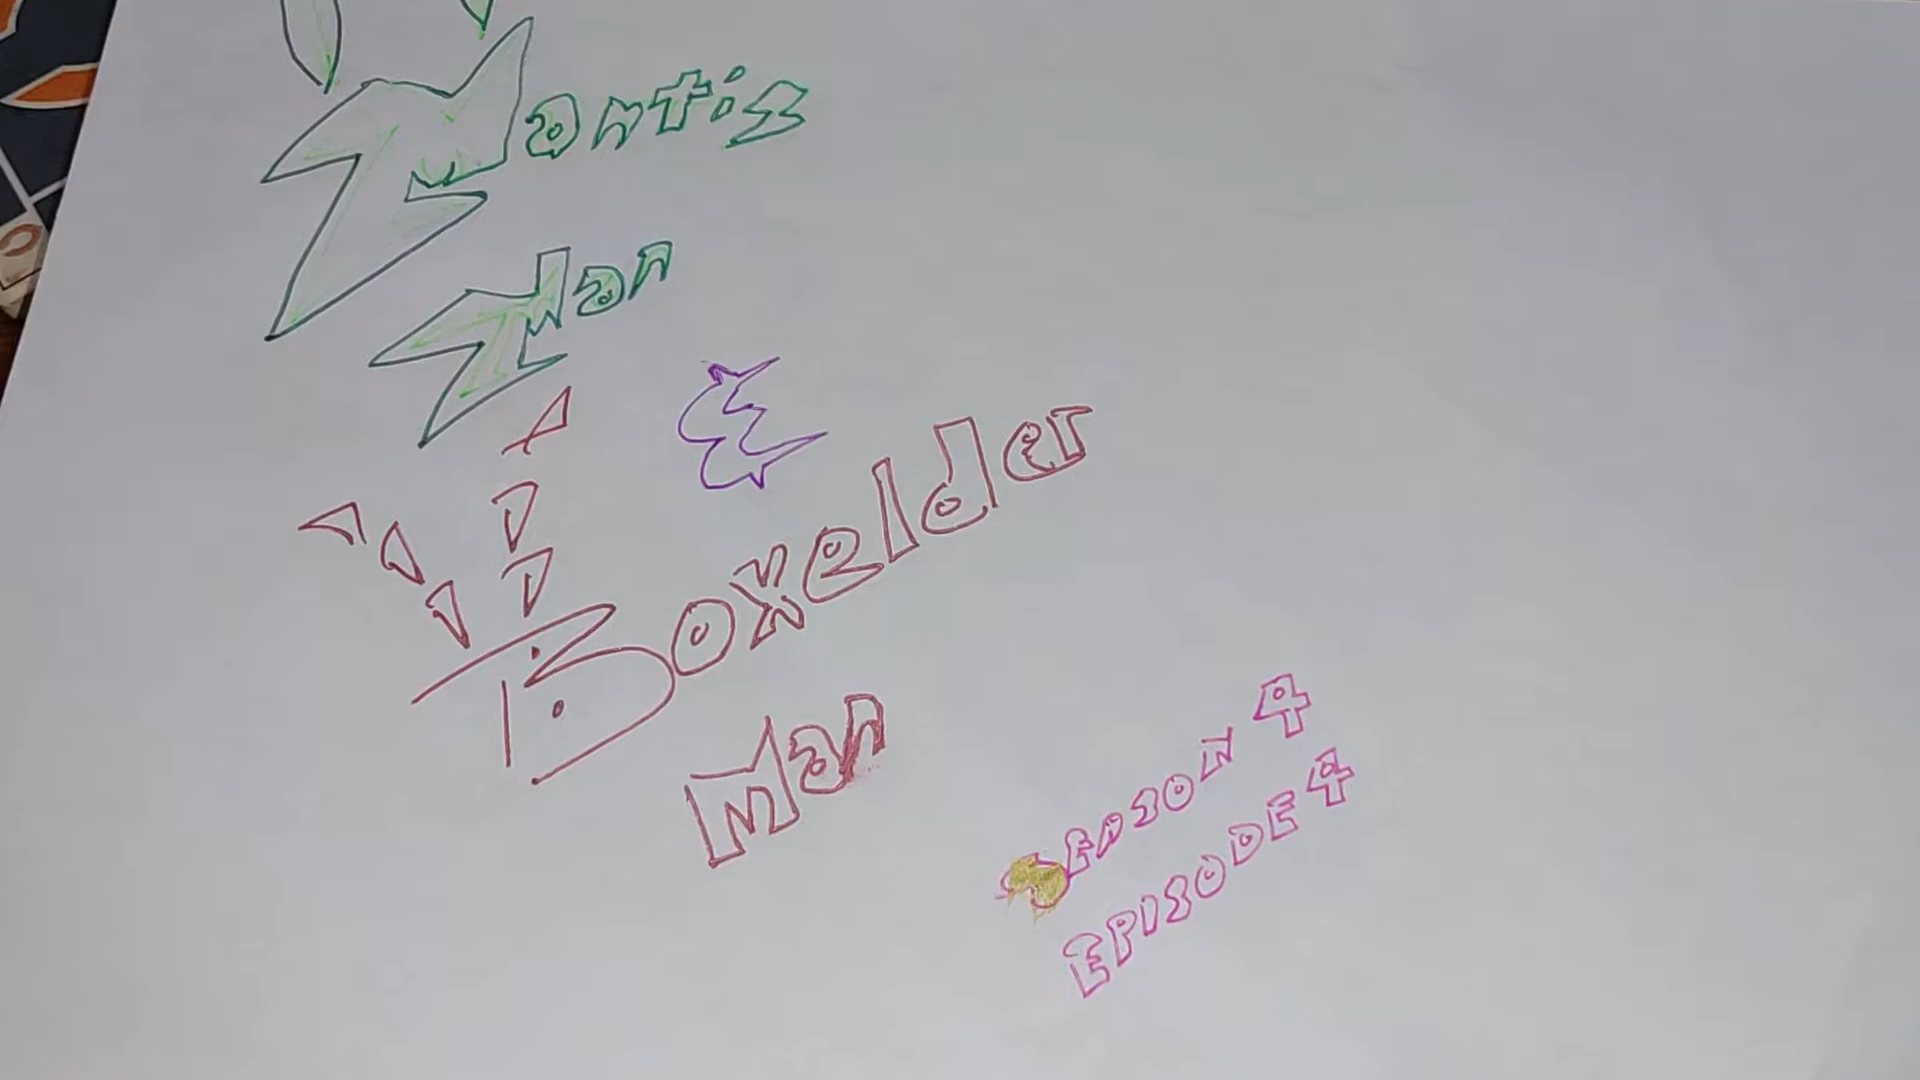 Mantis
Man
&
Boxelder
Man
SEASON 4
EPISODE 4